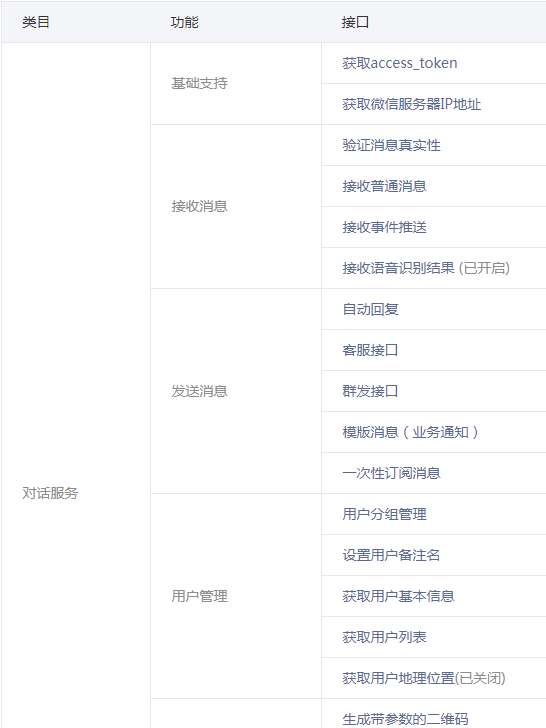 类目 功能 接口
对话服务
基础支持
获取access_token
获取微信服务器IP地址
接收消息
验证消息真实性
接收普通消息
接收事件推送
接收语音识别结果 (已开启)
发送消息
自动回复
客服接口
群发接口
模版消息（业务通知）
一次性订阅消息
用户管理
用户分组管理
设置用户备注名
获取用户基本信息
获取用户列表
获取用户地理位置(已关闭)
生成带参数的二维码